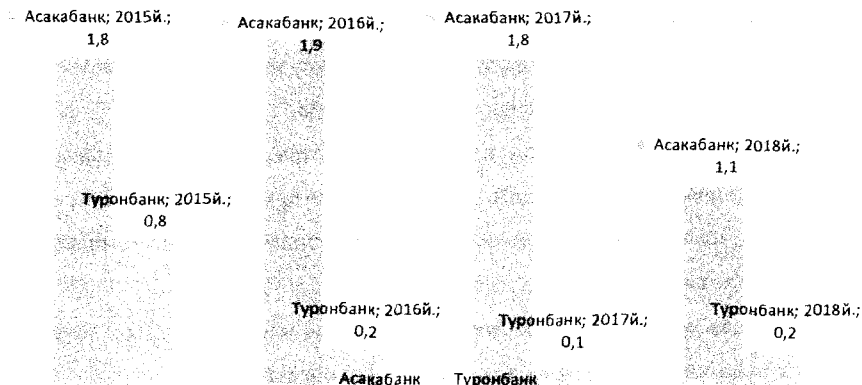 Асакабанк; 2015й.;
1,8
Асакабанк; 2016й.;
1,9
Асакабанк; 2017й.;
1,8
Асакабанк; 2018й.;
1,1
Туронбанк; 2015й.;
0,8
Туронбанк; 2016й.;
0,2
Туронбанк; 2017й.;
0,1
Туронбанк; 2018й.;
0,2
Асакабанк Туронбанк